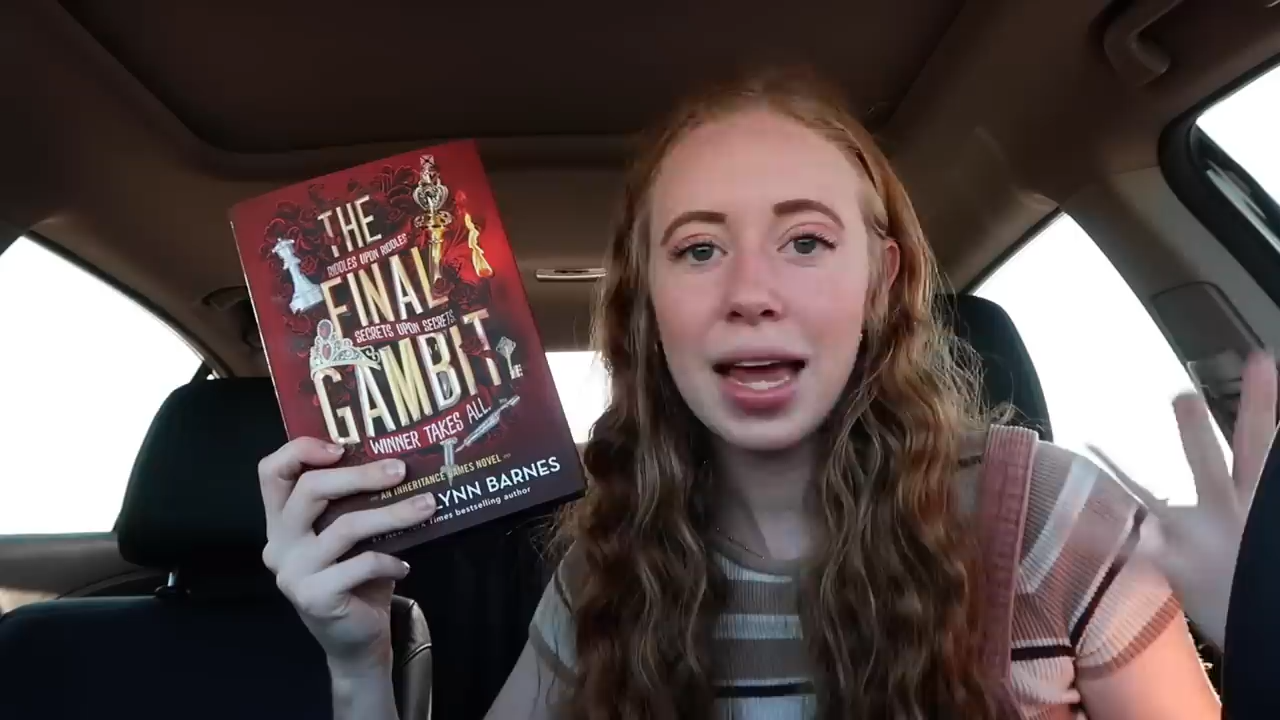 THE
RIDDLES UPON RIDDLES
FINAL
SECRETS UPON SECRETS
GAMBIT
WINNER TAKES ALL.
AN INHERITANCE GAMES NOVEL
LYNN BARNES
Times bestselling author